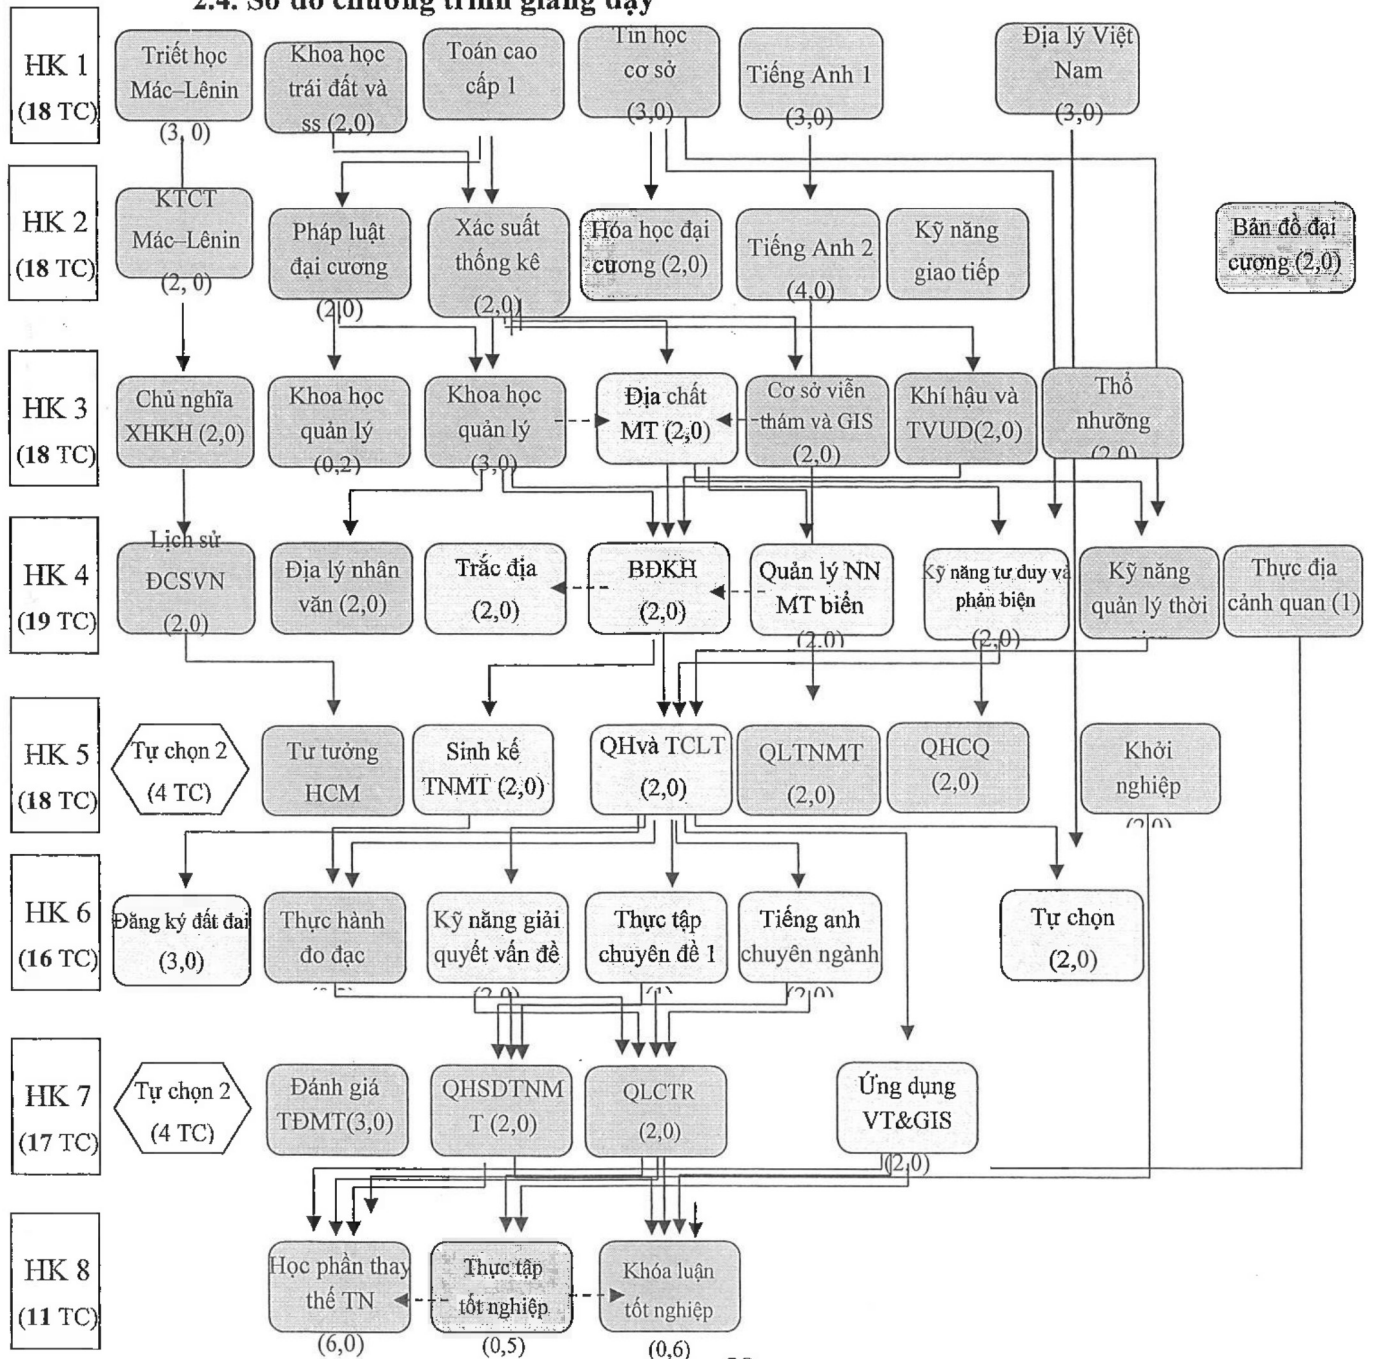 2.4. Sơ đồ chương trình giảng dạy
HK 1
(18 TC)
Triết học
Mác–Lênin
(3, 0)
Khoa học
trái đất và
ss (2,0)
Toán cao
cấp 1
Tin học
cơ sở
(3,0)
Tiếng Anh 1
(3,0)
Địa lý Việt
Nam
(3,0)
HK 2
(18 TC)
KTCT
Mác–Lênin
(2, 0)
Pháp luật
đại cương
(2,0)
Xác suất
thống kê
(2,0)
Hóa học đại
cương (2,0)
Tiếng Anh 2
(4,0)
Kỹ năng
giao tiếp
Bản đồ đại
cương (2,0)
HK 3
(18 TC)
Chủ nghĩa
XHKH (2,0)
Khoa học
quản lý
(0,2)
Khoa học
quản lý
(3,0)
Địa chất
MT (2,0)
Cơ sở viễn
thám và GIS
(2,0)
Khí hậu và
TVUD(2,0)
Thổ
nhưỡng
(2,0)
HK 4
(19 TC)
Lịch sử
ĐCSVN
(2,0)
Địa lý nhân
văn (2,0)
Trắc địa
(2,0)
BĐKH
(2,0)
Quản lý NN
MT biển
(2,0)
Kỹ năng tư duy và
phản biện
(2,0)
Kỹ năng
quản lý thời
Thực địa
cảnh quan (1)
HK 5
(18 TC)
Tự chọn 2
(4 TC)
Tư tưởng
HCM
Sinh kế
TNMT (2,0)
QHvà TCLT
(2,0)
QLTNMT
(2,0)
QHCQ
(2,0)
Khởi
nghiệp
(2,0)
HK 6
(16 TC)
Đăng ký đất đai
(3,0)
Thực hành
đo đạc
Kỹ năng giải
quyết vấn đề
(2,0)
Thực tập
chuyên đề 1
(1)
Tiếng anh
chuyên ngành
(2,0)
Tự chọn
(2,0)
HK 7
(17 TC)
Tự chọn 2
(4 TC)
Đánh giá
TĐMT(3,0)
QHSDTNM
T (2,0)
QLCTR
(2,0)
Ứng dụng
VT&GIS
(2,0)
HK 8
(11 TC)
Học phần thay
thế TN
(6,0)
Thực tập
tốt nghiệp
(0,5)
Khóa luận
tốt nghiệp
(0,6)